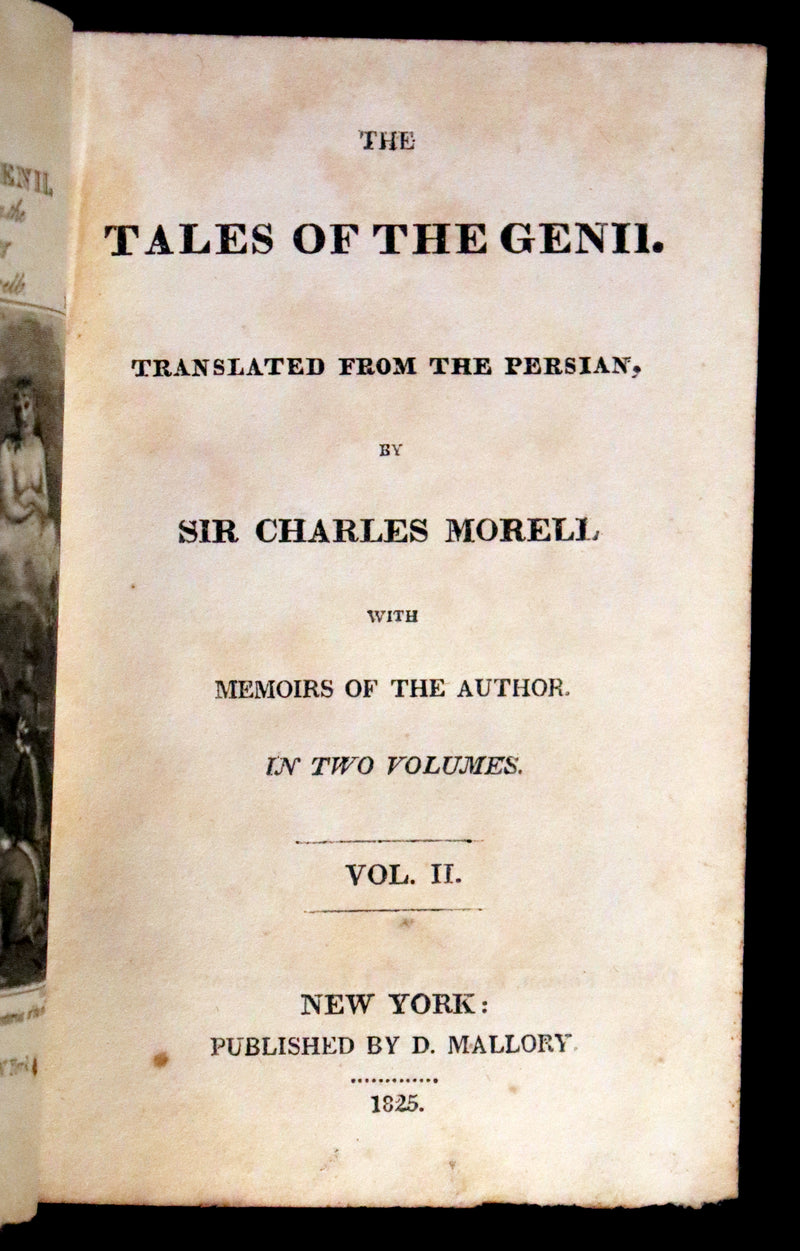 THE
TALES OF THE GENII.
TRANSLATED FROM THE PERSIAN,
BY
SIR CHARLES MORELL
WITH
MEMOIRS OF THE AUTHOR.
IN TWO VOLUMES.
VOL. II.
NEW YORK:
PUBLISHED BY D. MALLORY.
1825.